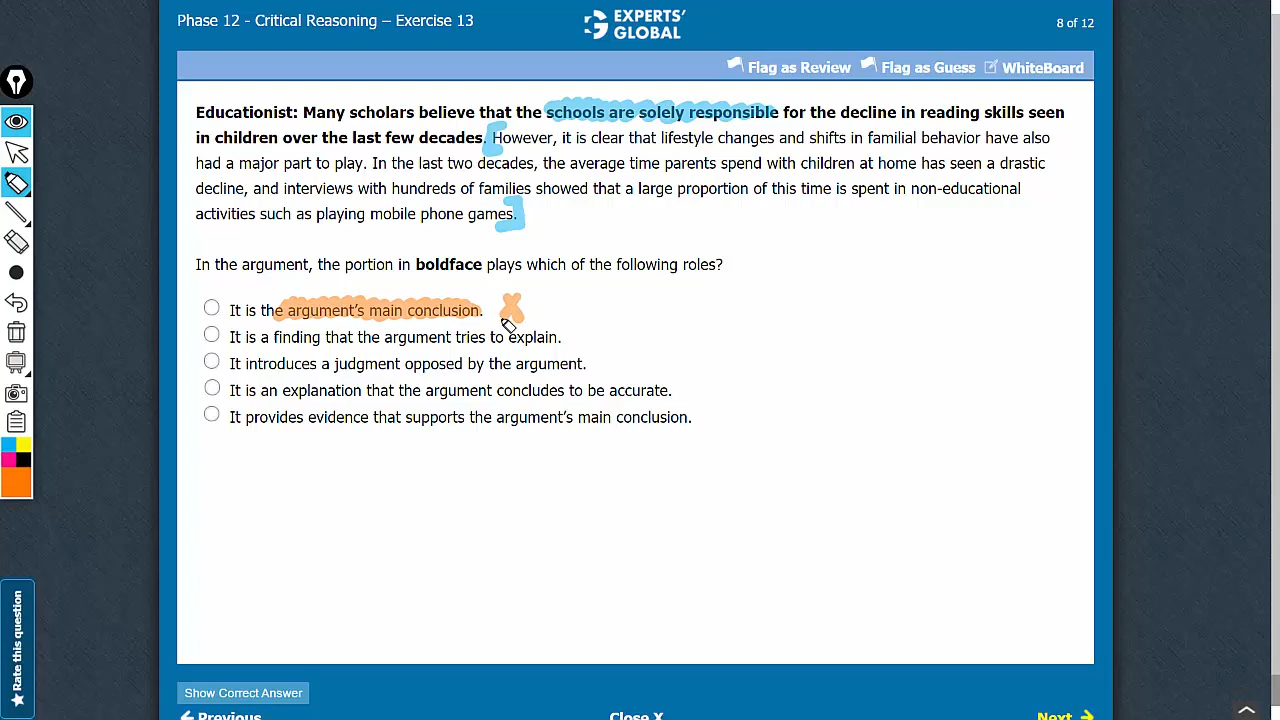 Phase 12 - Critical Reasoning – Exercise 13
EXPERTS'
GLOBAL
8 of 12
Flag as Review
Flag as Guess
WhiteBoard
Educationist: Many scholars believe that the schools are solely responsible for the decline in reading skills seen
in children over the last few decades. However, it is clear that lifestyle changes and shifts in familial behavior have also
had a major part to play. In the last two decades, the average time parents spend with children at home has seen a drastic
decline, and interviews with hundreds of families showed that a large proportion of this time is spent in non-educational
activities such as playing mobile phone games.
In the argument, the portion in boldface plays which of the following roles?
It is the argument's main conclusion.
It is a finding that the argument tries to explain.
It introduces a judgment opposed by the argument.
It is an explanation that the argument concludes to be accurate.
It provides evidence that supports the argument's main conclusion.
Rate this question
Show Correct Answer
Previous
Close X
Next